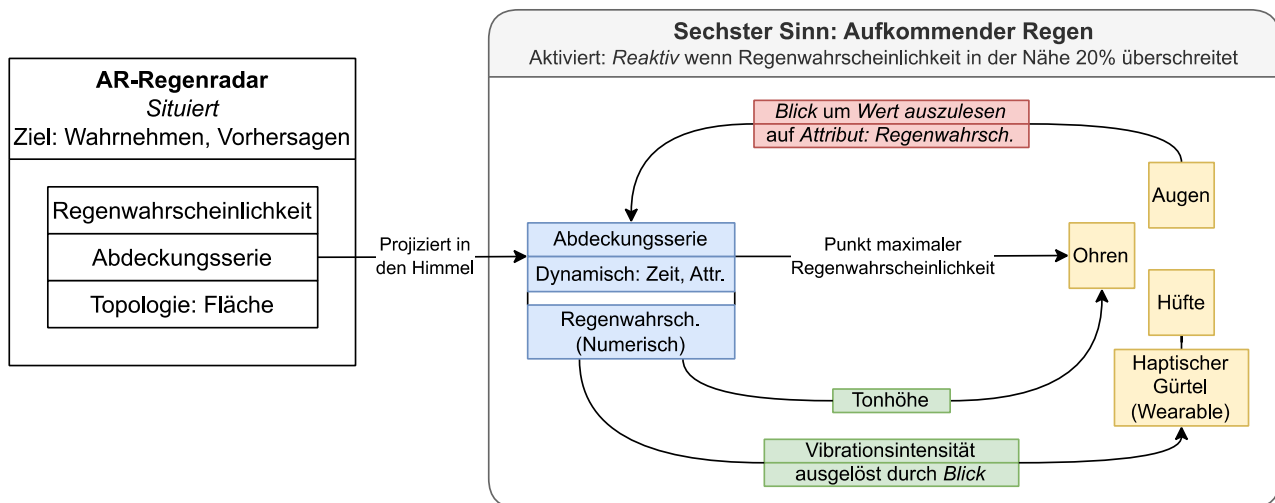 AR-Regenradar
Situiert
Ziel: Wahrnehmen, Vorhersagen
Regenwahrscheinlichkeit
Abdeckungsserie
Topologie: Fläche
Projiziert in
den Himmel
Sechster Sinn: Aufkommender Regen
Aktiviert: Reaktiv wenn Regenwahrscheinlichkeit in der Nähe 20% überschreitet
Blick um Wert auszulesen
auf Attribut: Regenwahrsch.
Augen
Abdeckungsserie
Dynamisch: Zeit, Attr.
Regenwahrsch.
(Numerisch)
Punkt maximaler
Regenwahrscheinlichkeit
Ohren
Hüfte
Haptischer
Gürtel
(Wearable)
Tonhöhe
Vibrationsintensität
ausgelöst durch Blick